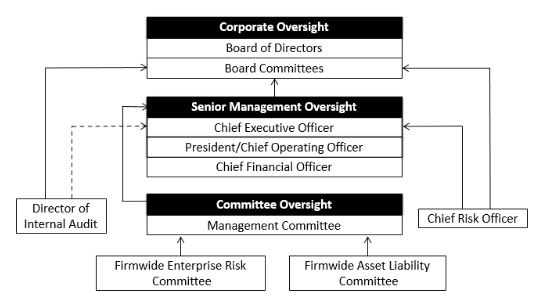 Corporate Oversight
Board of Directors
Board Committees
Senior Management Oversight
Chief Executive Officer
President/Chief Operating Officer
Chief Financial Officer
Director of
Internal Audit
Committee Oversight
Management Committee
Chief Risk Officer
Firmwide Enterprise Risk
Committee
Firmwide Asset Liability
Committee